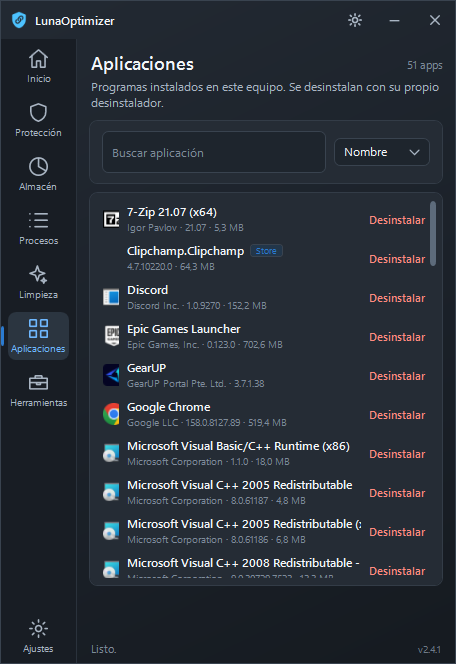 LunaOptimizer
Inicio
Protección
Almacén
Procesos
Limpieza
Aplicaciones
Herramientas
Ajustes
Aplicaciones
51 apps
Programas instalados en este equipo. Se desinstalan con su propio
desinstalador.
Buscar aplicación
Nombre
7-Zip 21.07 (x64)
Igor Pavlov · 21.07 · 5,3 MB
Desinstalar
Clipchamp.Clipchamp Store
4.7.10220.0 · 64,3 MB
Desinstalar
Discord
Discord Inc. · 1.0.9270 · 152,2 MB
Desinstalar
Epic Games Launcher
Epic Games, Inc. · 0.123.0 · 702,6 MB
Desinstalar
GearUP
GearUP Portal Pte. Ltd. · 3.7.1.38
Desinstalar
Google Chrome
Google LLC · 158.0.8127.89 · 519,4 MB
Desinstalar
Microsoft Visual Basic/C++ Runtime (x86)
Microsoft Corporation · 1.1.0 · 18,0 MB
Desinstalar
Microsoft Visual C++ 2005 Redistributable
Microsoft Corporation · 8.0.61187 · 4,8 MB
Desinstalar
Microsoft Visual C++ 2005 Redistributable (
Microsoft Corporation · 8.0.61186 · 6,8 MB
Desinstalar
Microsoft Visual C++ 2008 Redistributable -
Microsoft Corporation
Desinstalar
Listo.
v2.4.1